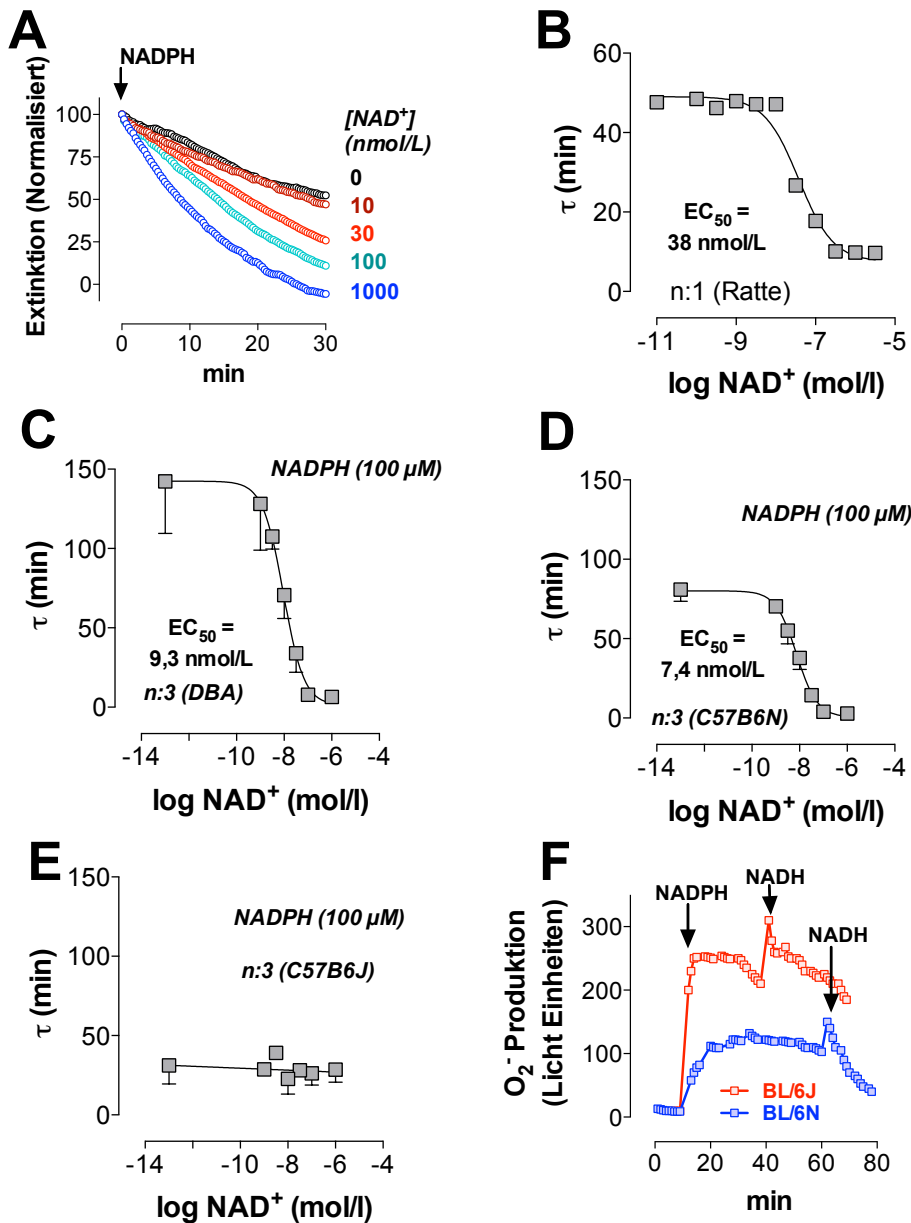 A
NADPH
Extinktion (Normalisiert)
100
75
50
25
0
0 10 20 30
min
[NAD⁺]
(nmol/L)
0
10
30
100
1000
B
τ (min)
60
40
20
0
EC₅₀ =
38 nmol/L
n:1 (Ratte)
-11 -9 -7 -5
log NAD⁺ (mol/l)
C
NADPH (100 µM)
τ (min)
150
100
50
0
EC₅₀ =
9,3 nmol/L
n:3 (DBA)
-14 -12 -10 -8 -6 -4
log NAD⁺ (mol/l)
D
NADPH (100 µM)
τ (min)
150
100
50
0
EC₅₀ =
7,4 nmol/L
n:3 (C57B6N)
-14 -12 -10 -8 -6 -4
log NAD⁺ (mol/l)
E
NADPH (100 µM)
n:3 (C57B6J)
τ (min)
150
100
50
0
-14 -12 -10 -8 -6 -4
log NAD⁺ (mol/l)
F
NADPH
NADH
NADH
O₂⁻ Produktion
(Licht Einheiten)
300
200
100
0
BL/6J
BL/6N
0 20 40 60 80
min